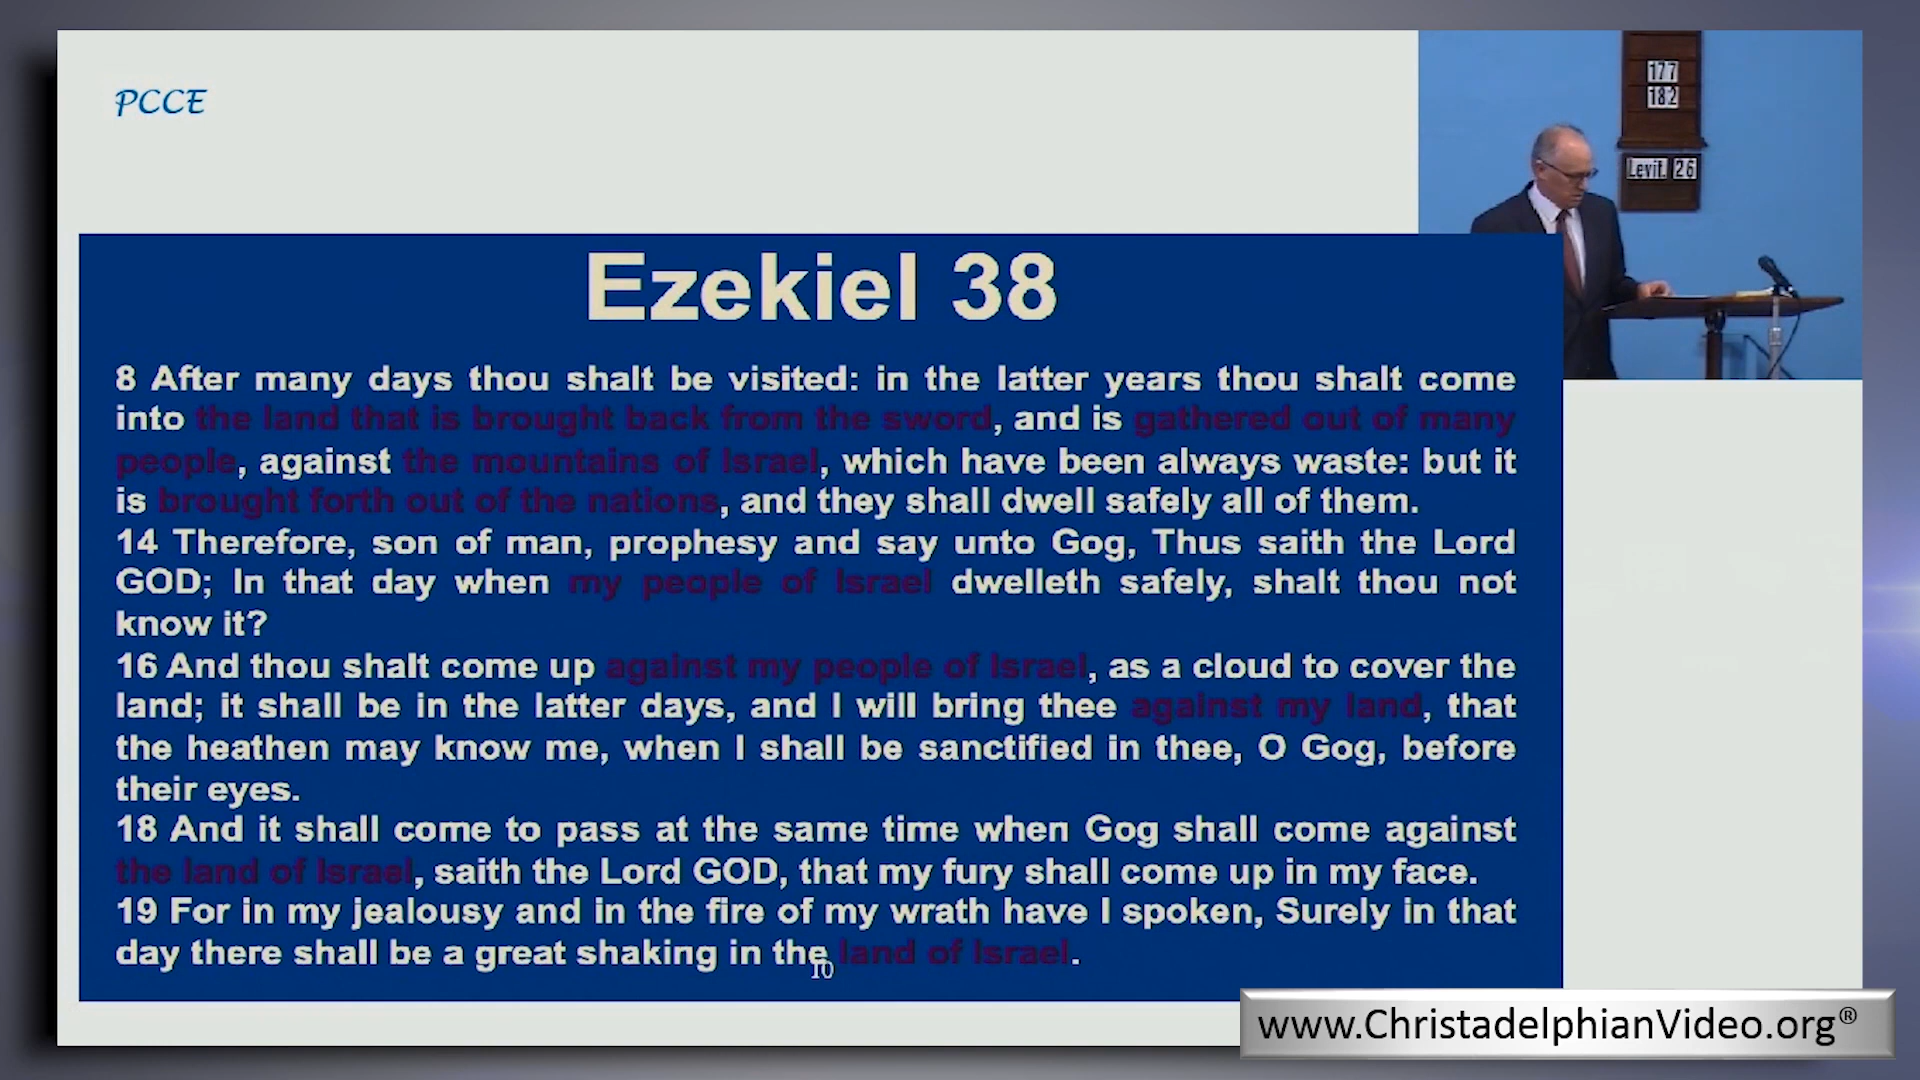 PCCE
177
182
Levit. 26
Ezekiel 38
8 After many days thou shalt be visited: in the latter years thou shalt come
into the land that is brought back from the sword, and is gathered out of many
people, against the mountains of Israel, which have been always waste: but it
is brought forth out of the nations, and they shall dwell safely all of them.
14 Therefore, son of man, prophesy and say unto Gog, Thus saith the Lord
GOD; In that day when my people of Israel dwelleth safely, shalt thou not
know it?
16 And thou shalt come up against my people of Israel, as a cloud to cover the
land; it shall be in the latter days, and I will bring thee against my land, that
the heathen may know me, when I shall be sanctified in thee, O Gog, before
their eyes.
18 And it shall come to pass at the same time when Gog shall come against
the land of Israel, saith the Lord GOD, that my fury shall come up in my face.
19 For in my jealousy and in the fire of my wrath have I spoken, Surely in that
day there shall be a great shaking in the land of Israel.
10
www.ChristadelphianVideo.org®